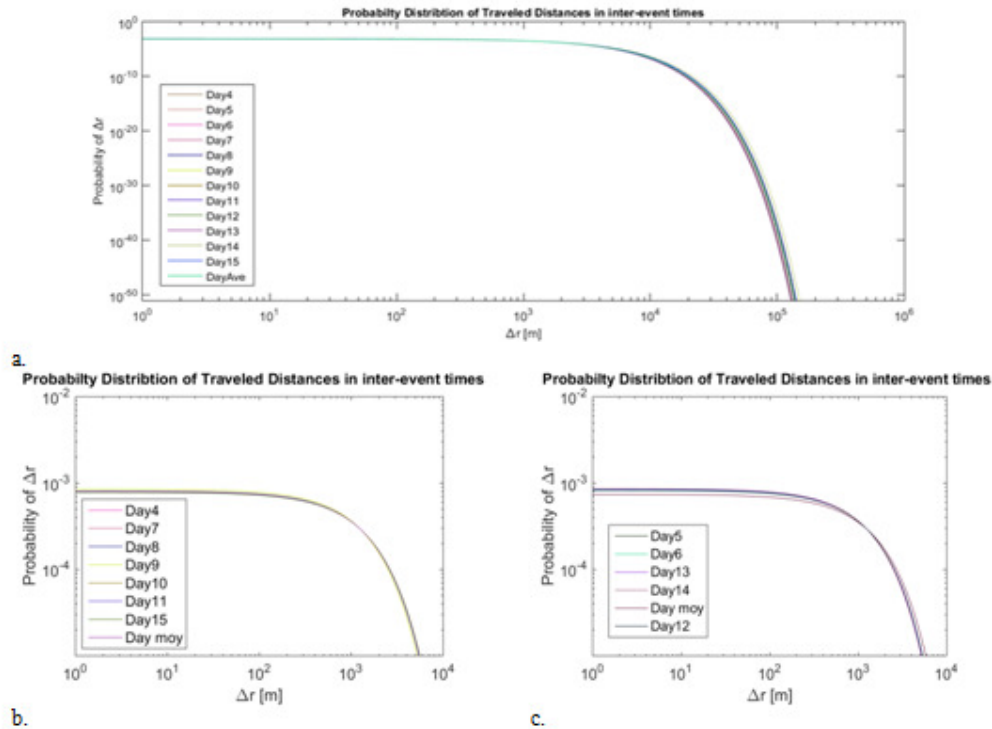 Probabilty Distribtion of Traveled Distances in inter-event times
10^0
10^-10
10^-20
10^-30
10^-40
10^-50
Probability of Δr
Day4
Day5
Day6
Day7
Day8
Day9
Day10
Day11
Day12
Day13
Day14
Day15
DayAve
10^0 10^1 10^2 10^3 10^4 10^5 10^6
Δr [m]
a.
Probabilty Distribtion of Traveled Distances in inter-event times
10^-2
10^-3
10^-4
Probability of Δr
Day4
Day7
Day8
Day9
Day10
Day11
Day15
Day moy
10^0 10^1 10^2 10^3 10^4
Δr [m]
b.
Probabilty Distribtion of Traveled Distances in inter-event times
10^-2
10^-3
10^-4
Probability of Δr
Day5
Day6
Day13
Day14
Day moy
Day12
10^0 10^1 10^2 10^3 10^4
Δr [m]
c.